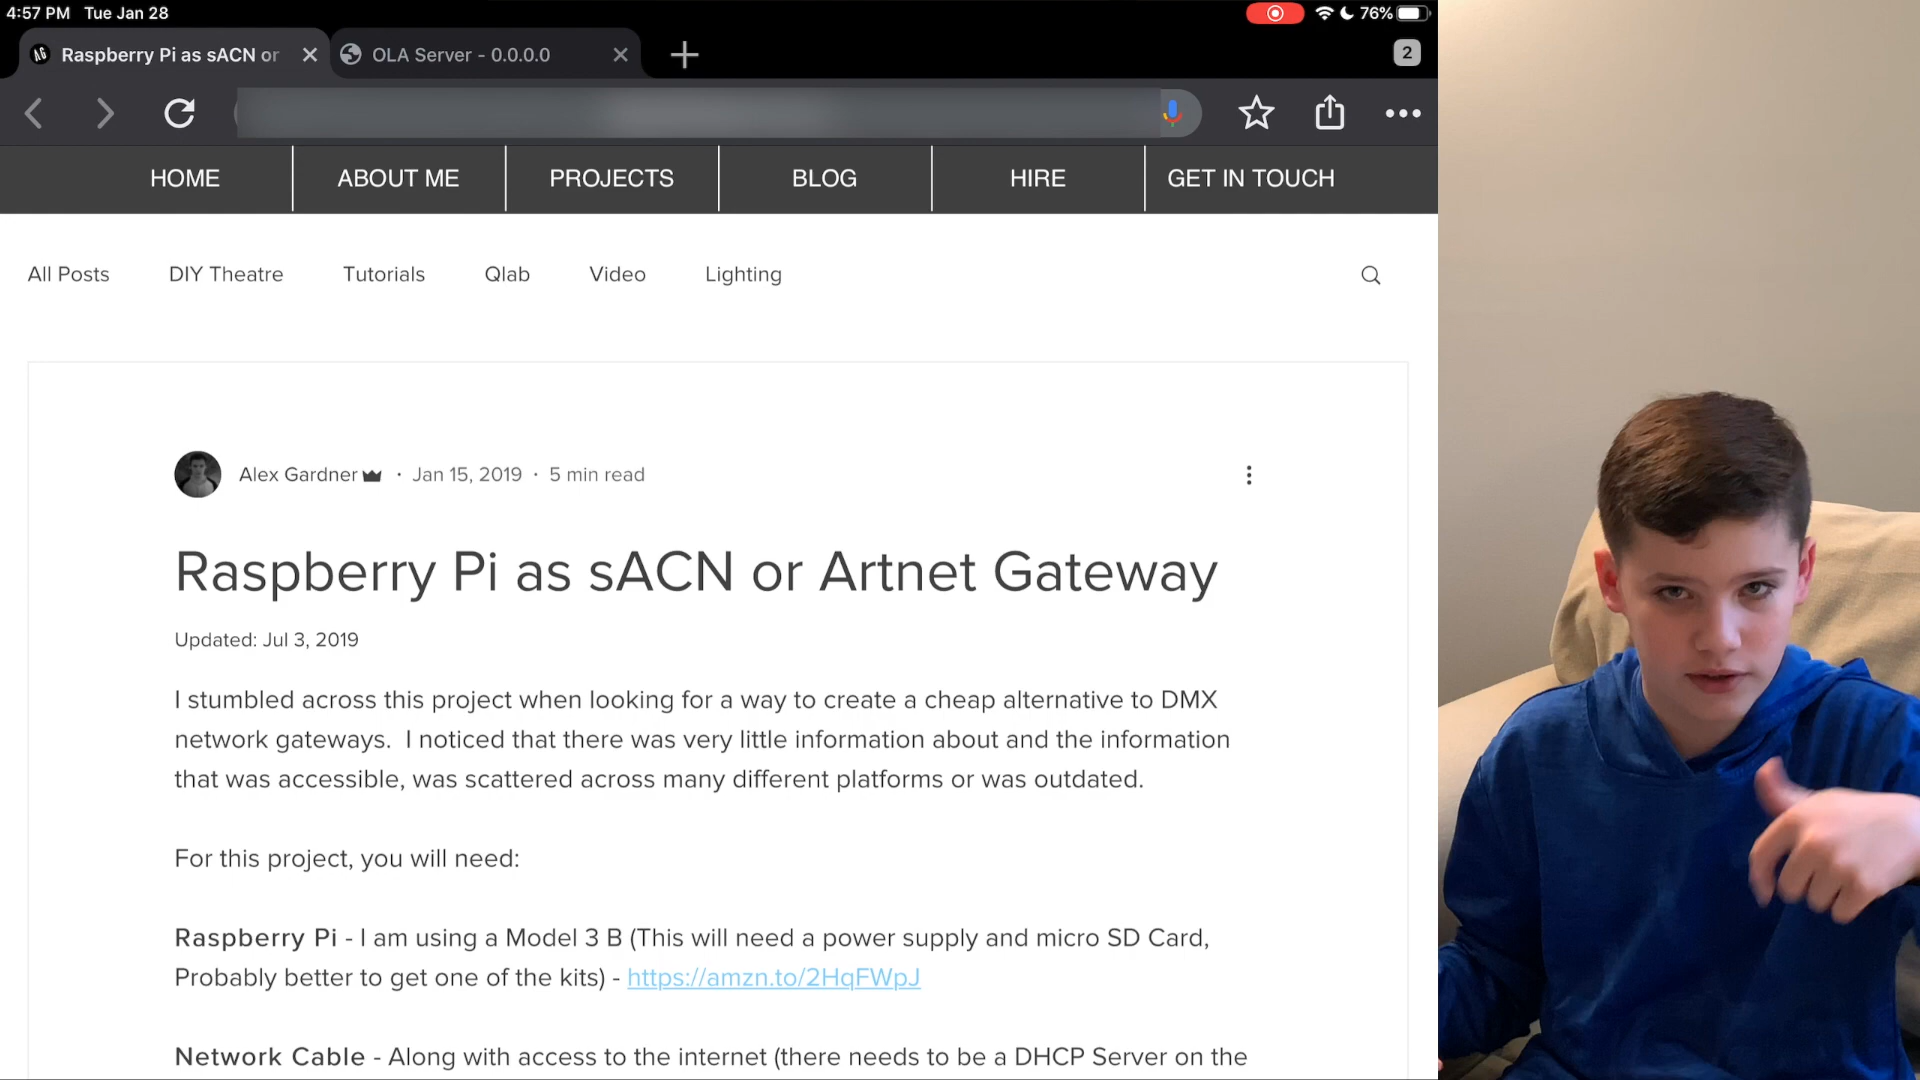 4:57 PM Tue Jan 28 76%
Raspberry Pi as sACN or OLA Server - 0.0.0.0 2
HOME ABOUT ME PROJECTS BLOG HIRE GET IN TOUCH
All Posts DIY Theatre Tutorials Qlab Video Lighting
Alex Gardner · Jan 15, 2019 · 5 min read
Raspberry Pi as sACN or Artnet Gateway
Updated: Jul 3, 2019
I stumbled across this project when looking for a way to create a cheap alternative to DMX
network gateways. I noticed that there was very little information about and the information
that was accessible, was scattered across many different platforms or was outdated.
For this project, you will need:
Raspberry Pi - I am using a Model 3 B (This will need a power supply and micro SD Card,
Probably better to get one of the kits) - https://amzn.to/2HqFWpJ
Network Cable - Along with access to the internet (there needs to be a DHCP Server on the